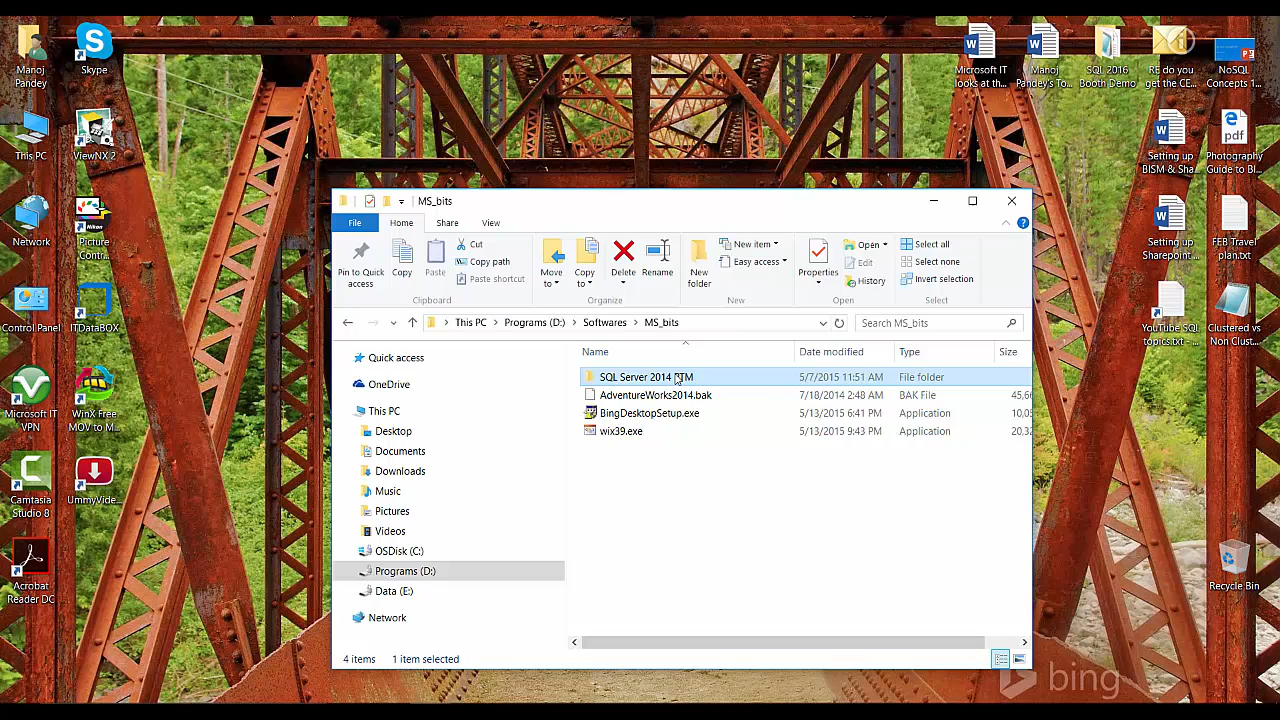 Manoj
Pandey
Skype
This PC
ViewNX 2
Network
Picture
Contr...
Control Panel
ITDataBOX
Microsoft IT
VPN
WinX Free
MOV to M...
Camtasia
Studio 8
UmmyVide...
Acrobat
Reader DC
Microsoft IT
looks at th...
Manoj
Pandey's To...
SQL 2016
Booth Demo
RE do you
get the CE...
NoSQL
Concepts 1...
Setting up
BISM & Sha...
pdf
Photography
Guide to Bl...
Setting up
Sharepoint ...
FEB Travel
plan.txt
YouTube SQL
topics.txt - ...
Clustered vs
Non Clust...
Recycle Bin
MS_bits
File Home Share View
Pin to Quick
access
Copy
Paste
Cut
Copy path
Paste shortcut
Clipboard
Move
to
Copy
to
Delete
Rename
Organize
New
folder
New item
Easy access
New
Properties
Open
Edit
History
Open
Select all
Select none
Invert selection
Select
This PC Programs (D:) Softwares MS_bits
Search MS_bits
Quick access
OneDrive
This PC
Desktop
Documents
Downloads
Music
Pictures
Videos
OSDisk (C:)
Programs (D:)
Data (E:)
Network
Name Date modified Type Size
SQL Server 2014 RTM 5/7/2015 11:51 AM File folder
AdventureWorks2014.bak 7/18/2014 2:48 AM BAK File 45,6
BingDesktopSetup.exe 5/13/2015 6:41 PM Application 10,0
wix39.exe 5/13/2015 9:43 PM Application 20,3
4 items 1 item selected
bing